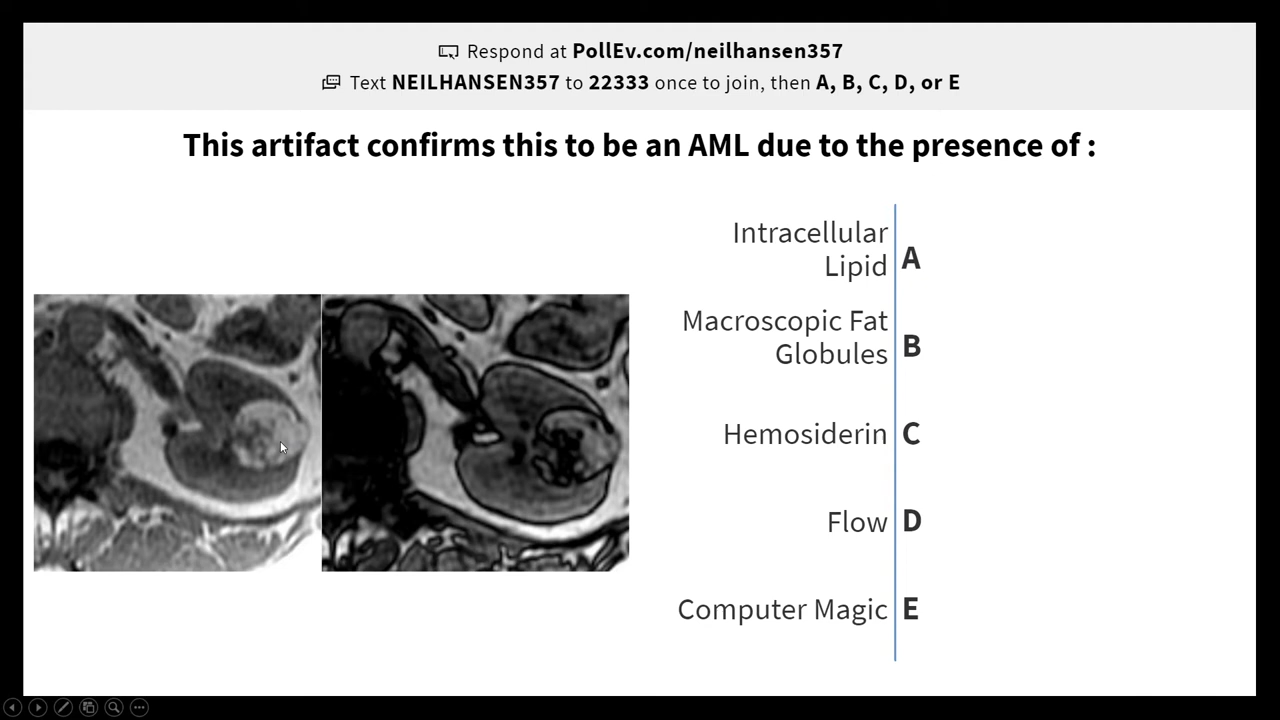 Respond at PollEv.com/neilhansen357
Text NEILHANSEN357 to 22333 once to join, then A, B, C, D, or E
This artifact confirms this to be an AML due to the presence of :
Intracellular
Lipid
A
Macroscopic Fat
Globules
B
Hemosiderin C
Flow D
Computer Magic E